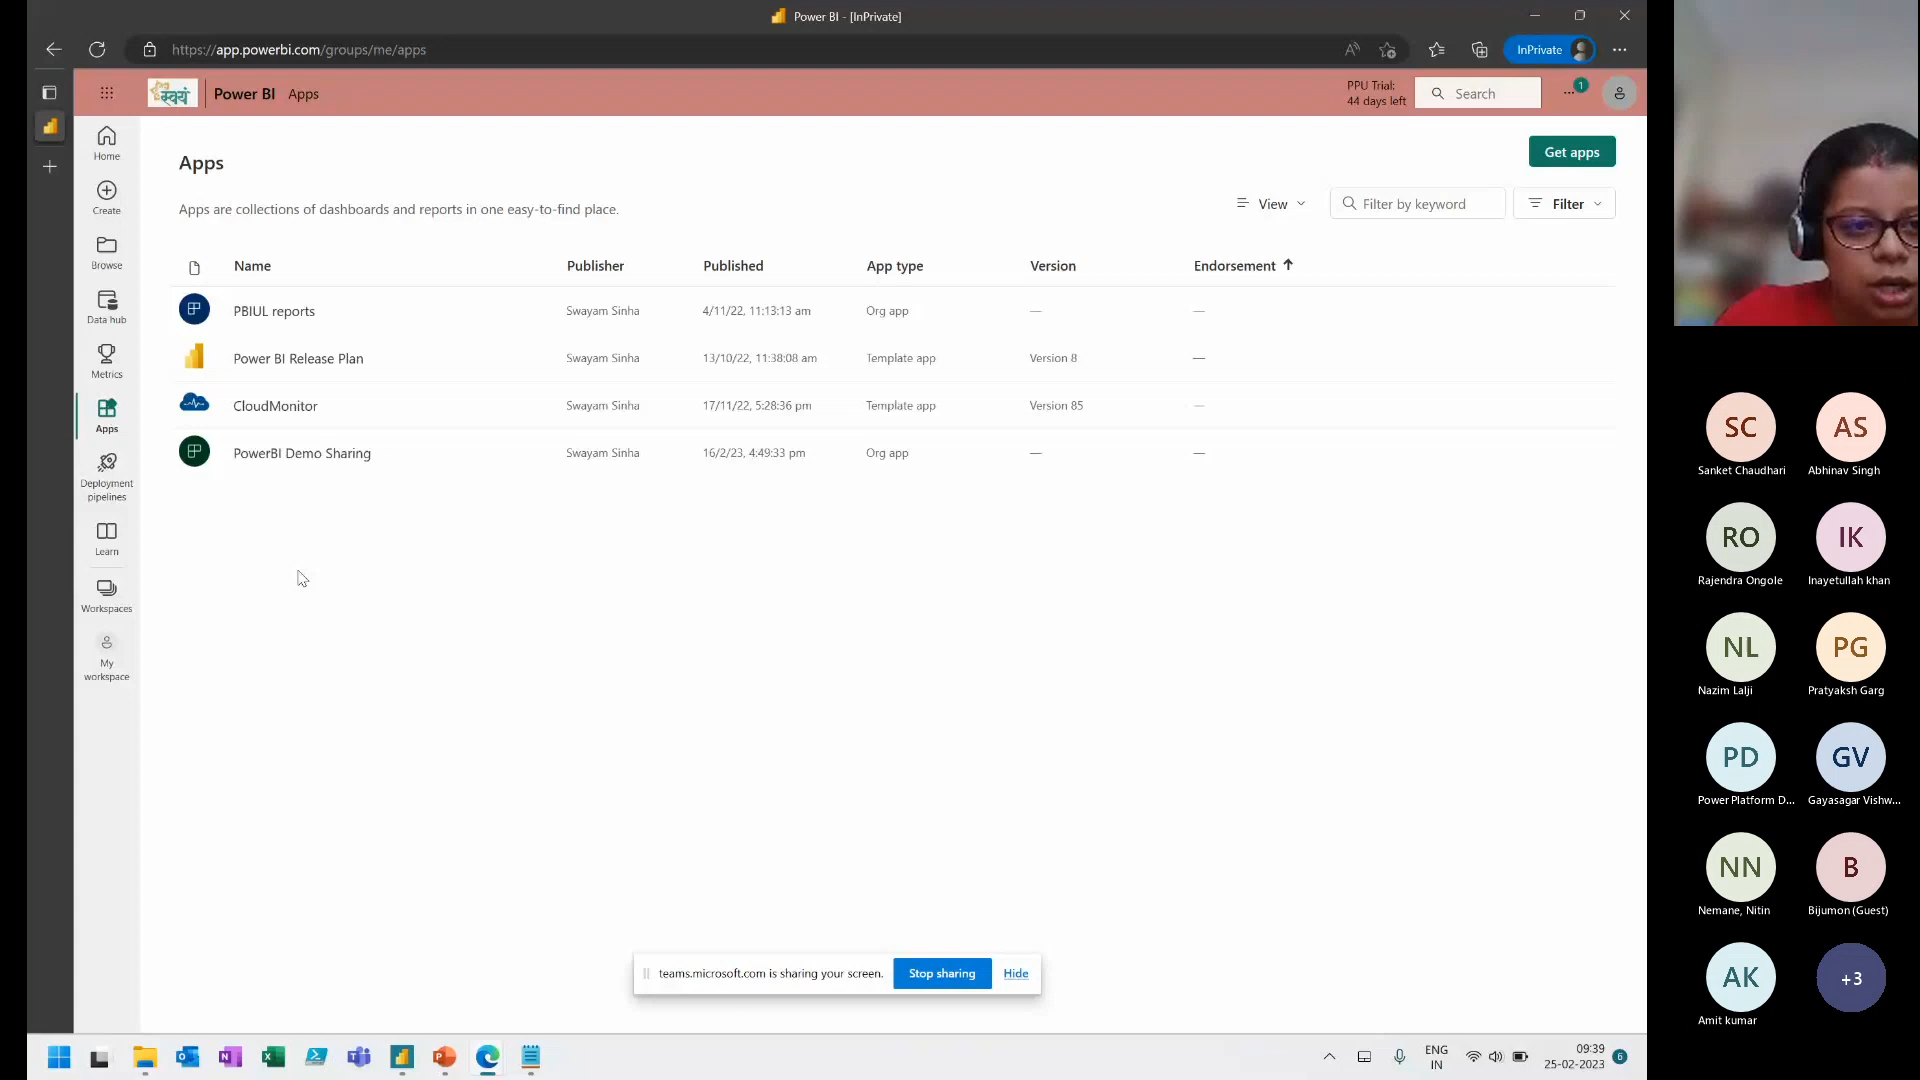 Power BI - [InPrivate]
https://app.powerbi.com/groups/me/apps
InPrivate
स्वयं
Power BI Apps
PPU Trial:
44 days left
Search
1
Home
Create
Browse
Data hub
Metrics
Apps
Deployment
pipelines
Learn
Workspaces
My
workspace
Apps
Get apps
Apps are collections of dashboards and reports in one easy-to-find place.
View
Filter by keyword
Filter
Name Publisher Published App type Version Endorsement
PBIUL reports Swayam Sinha 4/11/22, 11:13:13 am Org app — —
Power BI Release Plan Swayam Sinha 13/10/22, 11:38:08 am Template app Version 8 —
CloudMonitor Swayam Sinha 17/11/22, 5:28:36 pm Template app Version 85 —
PowerBI Demo Sharing Swayam Sinha 16/2/23, 4:49:33 pm Org app — —
teams.microsoft.com is sharing your screen. Stop sharing Hide
ENG
IN
09:39
25-02-2023
6
SC AS
Sanket Chaudhari Abhinav Singh
RO IK
Rajendra Ongole Inayetullah khan
NL PG
Nazim Lalji Pratyaksh Garg
PD GV
Power Platform D... Gayasagar Vishw...
NN B
Nemane, Nitin Bijumon (Guest)
AK +3
Amit kumar